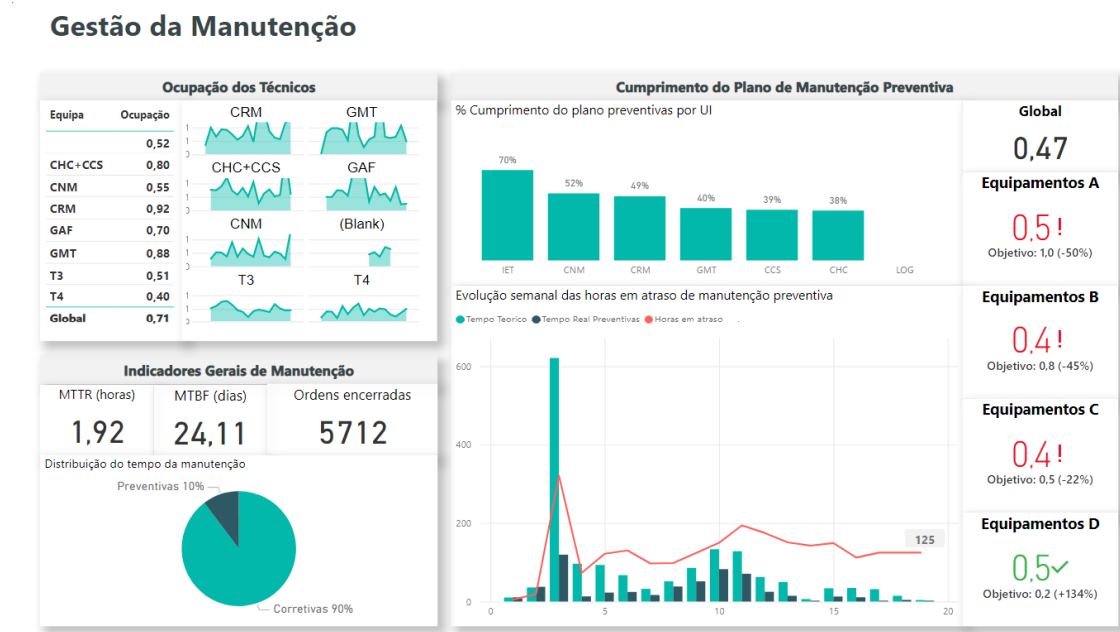 Gestão da Manutenção
Ocupação dos Técnicos
Equipa Ocupação
0,52
CHC+CCS 0,80
CNM 0,55
CRM 0,92
GAF 0,70
GMT 0,88
T3 0,51
T4 0,40
Global 0,71
CRM GMT
CHC+CCS GAF
CNM (Blank)
T3 T4
Indicadores Gerais de Manutenção
MTTR (horas) MTBF (dias) Ordens encerradas
1,92 24,11 5712
Distribuição do tempo da manutenção
Preventivas 10%
Corretivas 90%
Cumprimento do Plano de Manutenção Preventiva
% Cumprimento do plano preventivas por UI
70% 52% 49% 40% 39% 38%
IET CNM CRM GMT CCS CHC LOG
Evolução semanal das horas em atraso de manutenção preventiva
Tempo Teorico Tempo Real Preventivas Horas em atraso
600
400
200
0
125
0 5 10 15 20
Global
0,47
Equipamentos A
0,5!
Objetivo: 1,0 (-50%)
Equipamentos B
0,4!
Objetivo: 0,8 (-45%)
Equipamentos C
0,4!
Objetivo: 0,5 (-22%)
Equipamentos D
0,5
Objetivo: 0,2 (+134%)